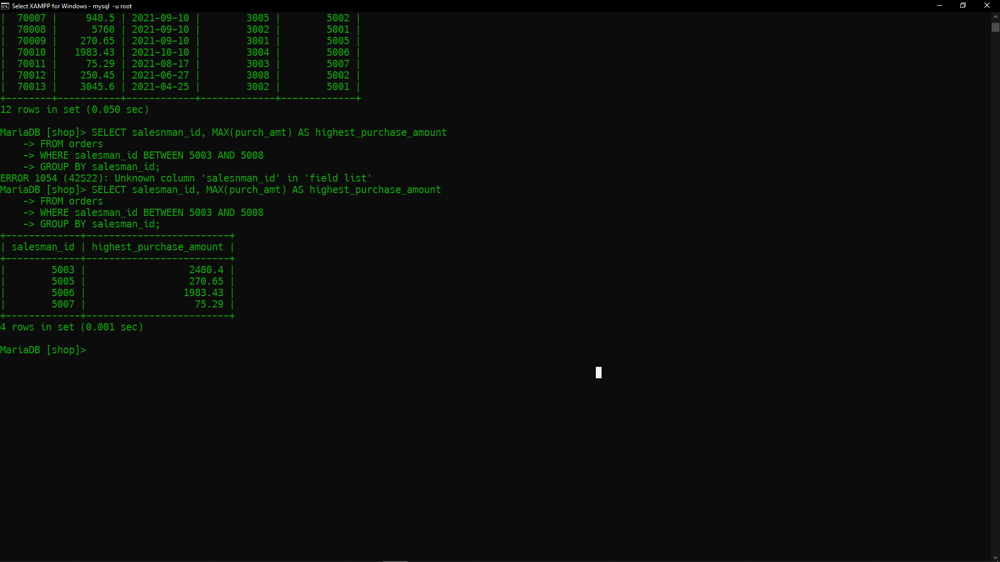 Select XAMPP for Windows - mysql -u root
|  70007 |     948.5 | 2021-09-10 |        3005 |        5002 |
|  70008 |      5760 | 2021-09-10 |        3002 |        5001 |
|  70009 |    270.65 | 2021-09-10 |        3001 |        5005 |
|  70010 |   1983.43 | 2021-10-10 |        3004 |        5006 |
|  70011 |     75.29 | 2021-08-17 |        3003 |        5007 |
|  70012 |    250.45 | 2021-06-27 |        3008 |        5002 |
|  70013 |    3045.6 | 2021-04-25 |        3002 |        5001 |
+--------+-----------+------------+-------------+-------------+
12 rows in set (0.050 sec)
MariaDB [shop]> SELECT salesnman_id, MAX(purch_amt) AS highest_purchase_amount
    -> FROM orders
    -> WHERE salesman_id BETWEEN 5003 AND 5008
    -> GROUP BY salesman_id;
ERROR 1054 (42S22): Unknown column 'salesnman_id' in 'field list'
MariaDB [shop]> SELECT salesman_id, MAX(purch_amt) AS highest_purchase_amount
    -> FROM orders
    -> WHERE salesman_id BETWEEN 5003 AND 5008
    -> GROUP BY salesman_id;
+-------------+-------------------------+
| salesman_id | highest_purchase_amount |
+-------------+-------------------------+
|        5003 |                  2480.4 |
|        5005 |                  270.65 |
|        5006 |                 1983.43 |
|        5007 |                   75.29 |
+-------------+-------------------------+
4 rows in set (0.001 sec)
MariaDB [shop]>